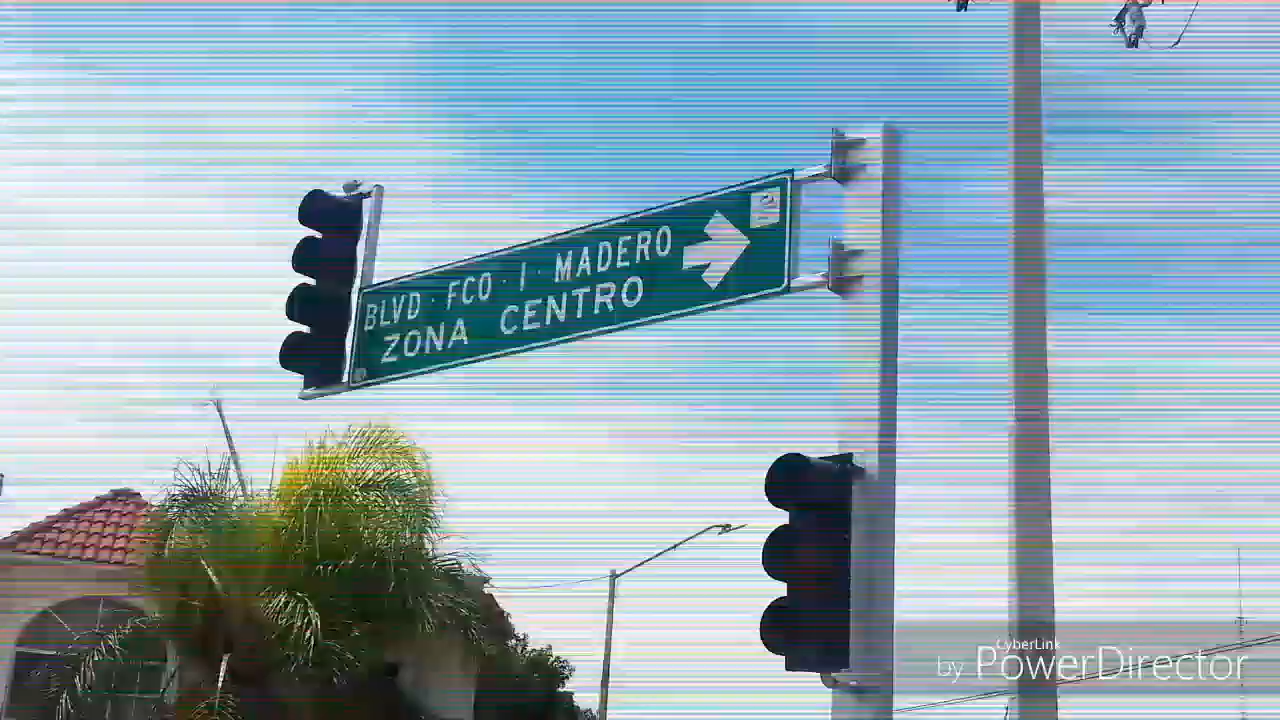 BLVD · FCO · I · MADERO
ZONA CENTRO
CyberLink
by PowerDirector